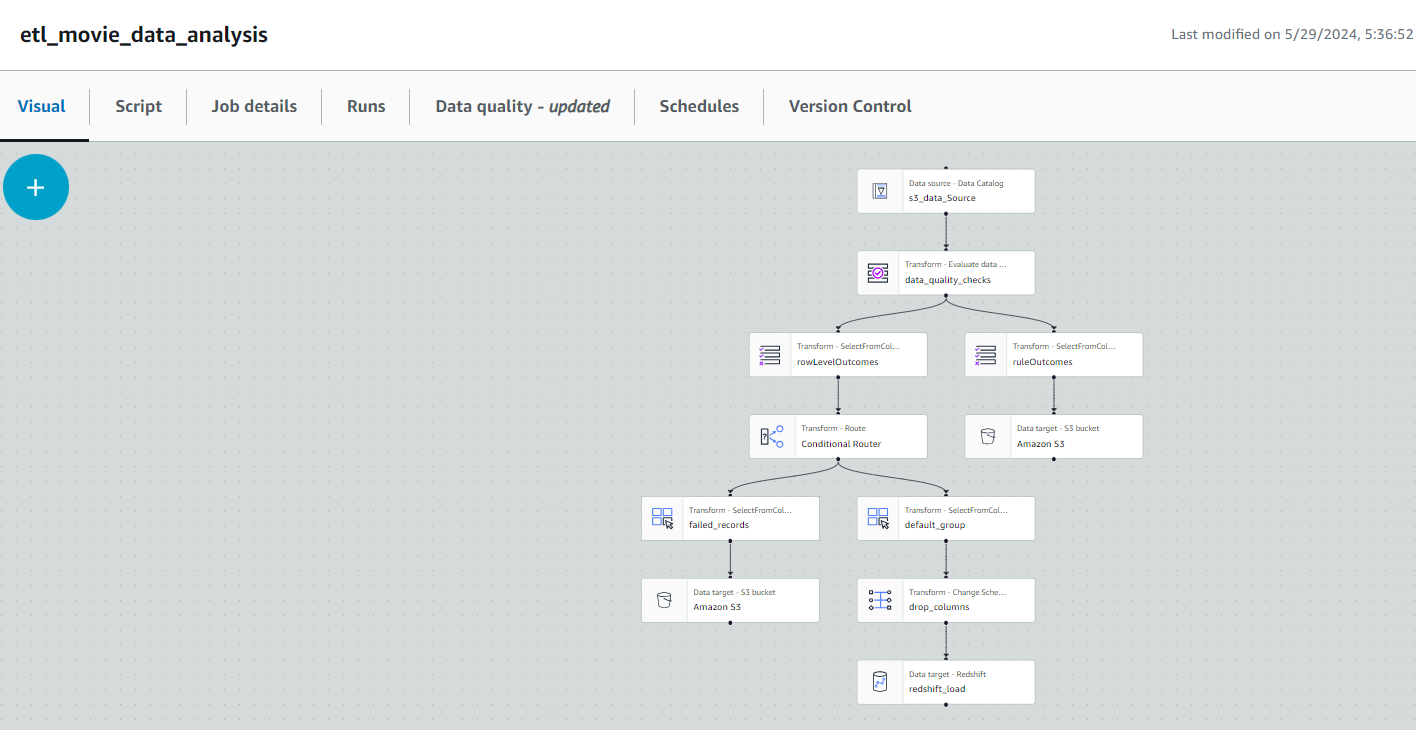 etl_movie_data_analysis
Last modified on 5/29/2024, 5:36:52
Visual
Script
Job details
Runs
Data quality - updated
Schedules
Version Control
+
Data source - Data Catalog
s3_data_Source
Transform - Evaluate data ...
data_quality_checks
Transform - SelectFromCol...
rowLevelOutcomes
Transform - SelectFromCol...
ruleOutcomes
Transform - Route
Conditional Router
Data target - S3 bucket
Amazon S3
Transform - SelectFromCol...
failed_records
Transform - SelectFromCol...
default_group
Data target - S3 bucket
Amazon S3
Transform - Change Sche...
drop_columns
Data target - Redshift
redshift_load